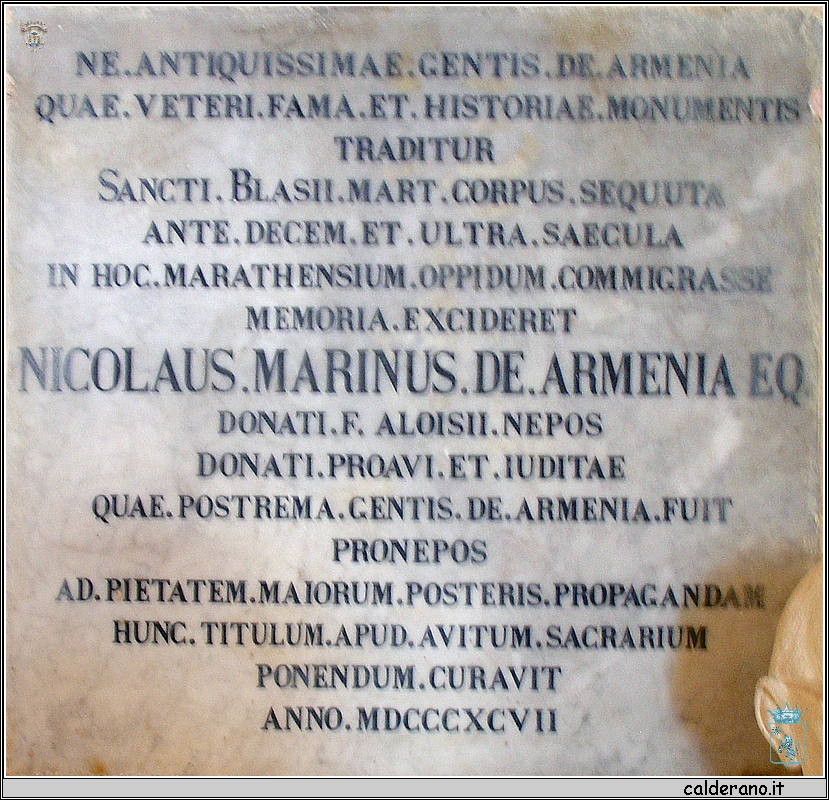 NE.ANTIQUISSIMAE.GENTIS.DE.ARMENIA
QUAE.VETERI.FAMA.ET.HISTORIAE.MONUMENTIS
TRADITUR
SANCTI.BLASII.MART.CORPUS.SEQUUTA
ANTE.DECEM.ET.ULTRA.SAECULA
IN HOC.MARATHENSIUM.OPPIDUM.COMMIGRASSE
MEMORIA.EXCIDERET
NICOLAUS.MARINUS.DE.ARMENIA EQ.
DONATI.F. ALOISII.NEPOS
DONATI.PROAVI.ET.IUDITAE
QUAE.POSTREMA.GENTIS.DE.ARMENIA.FUIT
PRONEPOS
AD.PIETATEM.MAIORUM.POSTERIS.PROPAGANDAM
HUNC.TITULUM.APUD.AVITUM.SACRARIUM
PONENDUM.CURAVIT
ANNO.MDCCCXCVII
calderano.it